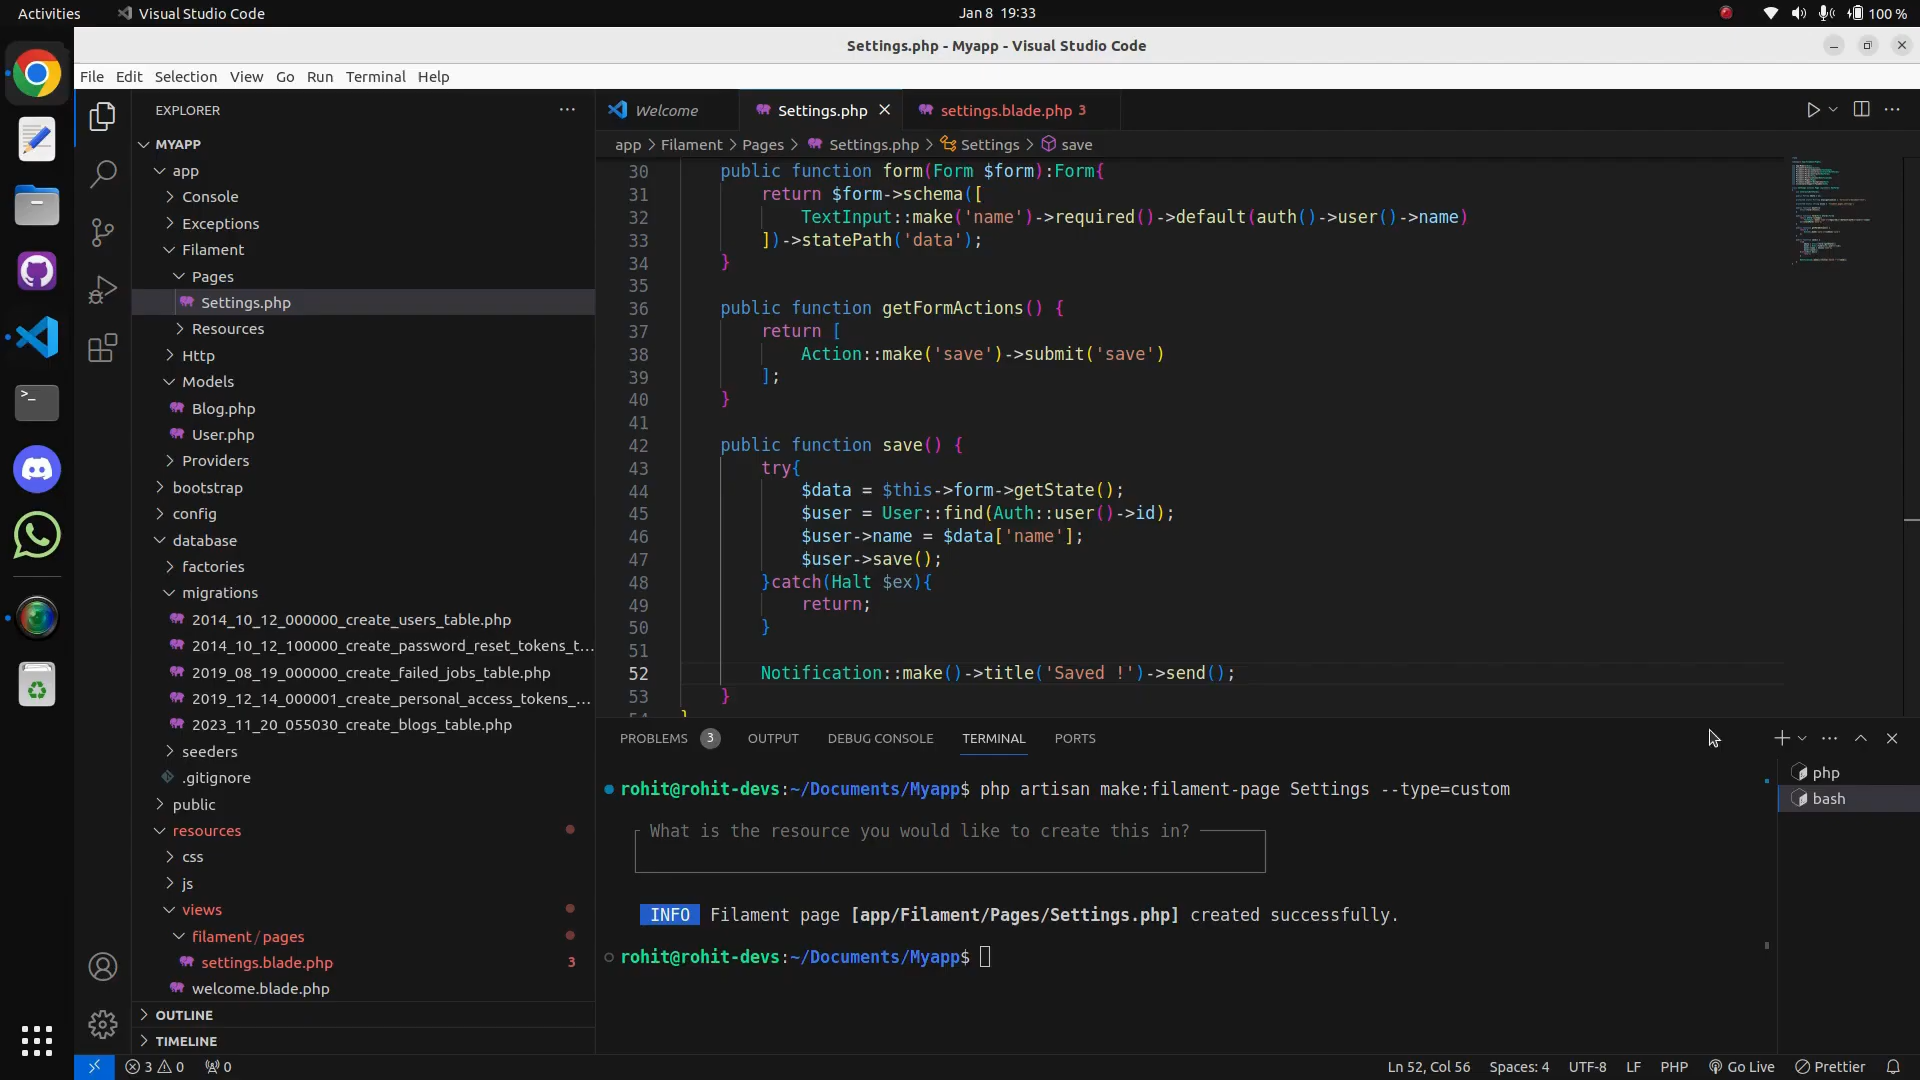 Activities
Visual Studio Code
Jan 8 19:33
100 %
Settings.php - Myapp - Visual Studio Code
File Edit Selection View Go Run Terminal Help
EXPLORER
MYAPP
app
Console
Exceptions
Filament
Pages
Settings.php
Resources
Http
Models
Blog.php
User.php
Providers
bootstrap
config
database
factories
migrations
2014_10_12_000000_create_users_table.php
2014_10_12_100000_create_password_reset_tokens_t...
2019_08_19_000000_create_failed_jobs_table.php
2019_12_14_000001_create_personal_access_tokens_...
2023_11_20_055030_create_blogs_table.php
seeders
.gitignore
public
resources
css
js
views
filament/pages
settings.blade.php 3
welcome.blade.php
OUTLINE
TIMELINE
Welcome
Settings.php
settings.blade.php 3
app > Filament > Pages > Settings.php > Settings > save
30 public function form(Form $form):Form{
31 return $form->schema([
32 TextInput::make('name')->required()->default(auth()->user()->name)
33 ])->statePath('data');
34 }
35
36 public function getFormActions() {
37 return [
38 Action::make('save')->submit('save')
39 ];
40 }
41
42 public function save() {
43 try{
44 $data = $this->form->getState();
45 $user = User::find(Auth::user()->id);
46 $user->name = $data['name'];
47 $user->save();
48 }catch(Halt $ex){
49 return;
50 }
51
52 Notification::make()->title('Saved !')->send();
53 }
54 }
PROBLEMS 3 OUTPUT DEBUG CONSOLE TERMINAL PORTS
rohit@rohit-devs:~/Documents/Myapp$ php artisan make:filament-page Settings --type=custom
What is the resource you would like to create this in?
INFO Filament page [app/Filament/Pages/Settings.php] created successfully.
rohit@rohit-devs:~/Documents/Myapp$
php
bash
3 0 0
Ln 52, Col 56 Spaces: 4 UTF-8 LF PHP Go Live Prettier